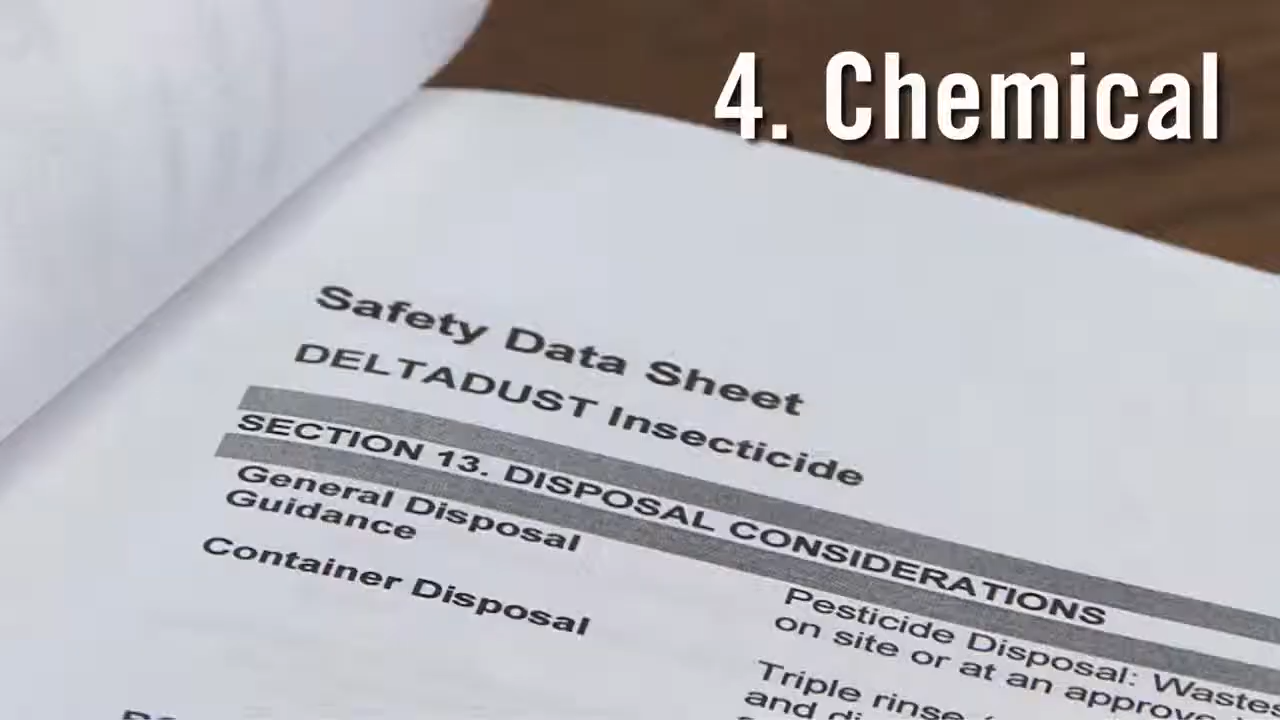 4. Chemical
Safety Data Sheet
DELTADUST Insecticide
SECTION 13. DISPOSAL CONSIDERATIONS
General Disposal
Guidance
Container Disposal
Pesticide Disposal: Wastes
on site or at an
Triple rinse
and